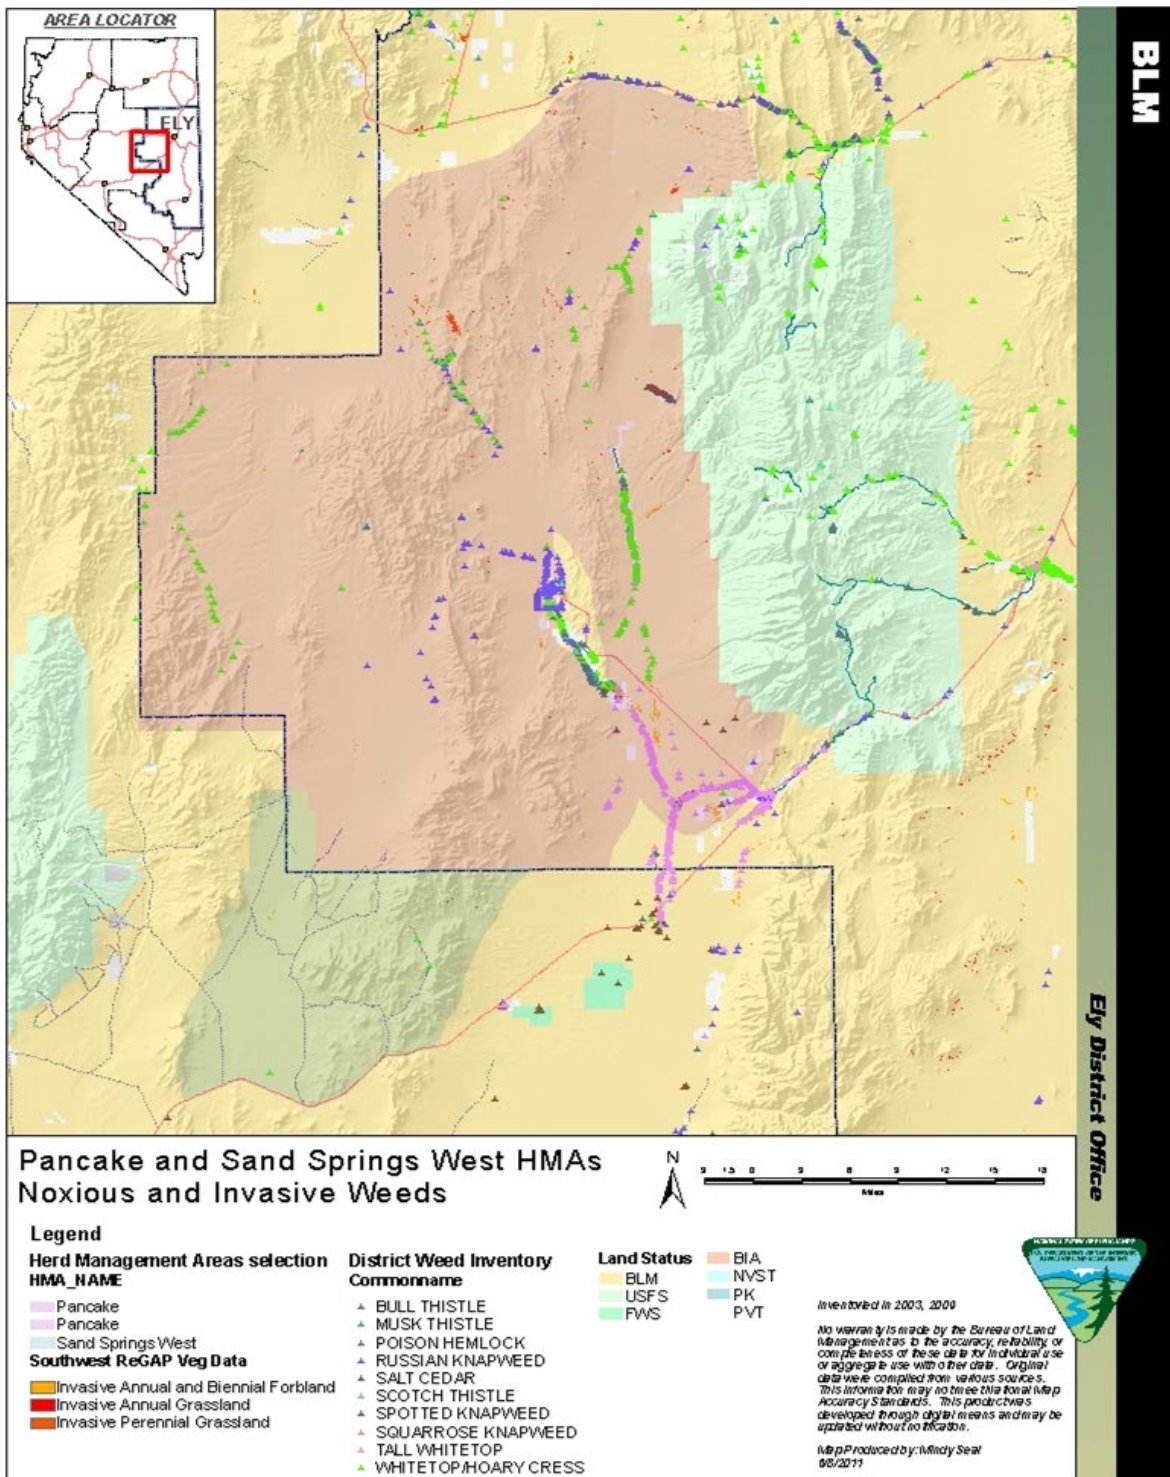 AREA LOCATOR
ELY
BLM
Ely District Office
Pancake and Sand Springs West HMAs
Noxious and Invasive Weeds
N
Miles
Legend
Herd Management Areas selection
HMA_NAME
Pancake
Pancake
Sand Springs West
Southwest ReGAP Veg Data
Invasive Annual and Biennial Forbland
Invasive Annual Grassland
Invasive Perennial Grassland
District Weed Inventory
Commonname
BULL THISTLE
MUSK THISTLE
POISON HEMLOCK
RUSSIAN KNAPWEED
SALT CEDAR
SCOTCH THISTLE
SPOTTED KNAPWEED
SQUARROSE KNAPWEED
TALL WHITETOP
WHITETOP/HOARY CRESS
Land Status
BLM
USFS
FWS
BIA
NVST
PK
PVT
Inventoried in 2003, 2009
No warranty is made by the Bureau of Land
Management as to the accuracy, reliability, or
completeness of these data for individual use
or aggregate use with other data. Original
data were compiled from various sources.
This information may not meet National Map
Accuracy Standards. This product was
developed through digital means and may be
updated without notification.
Map Produced by: Mindy Seal